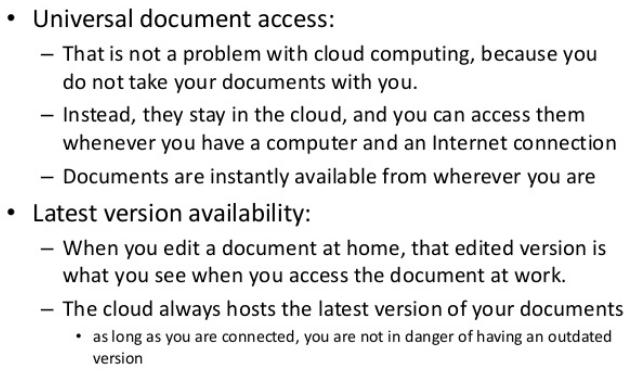 • Universal document access:
– That is not a problem with cloud computing, because you
do not take your documents with you.
– Instead, they stay in the cloud, and you can access them
whenever you have a computer and an Internet connection
– Documents are instantly available from wherever you are
• Latest version availability:
– When you edit a document at home, that edited version is
what you see when you access the document at work.
– The cloud always hosts the latest version of your documents
• as long as you are connected, you are not in danger of having an outdated
version